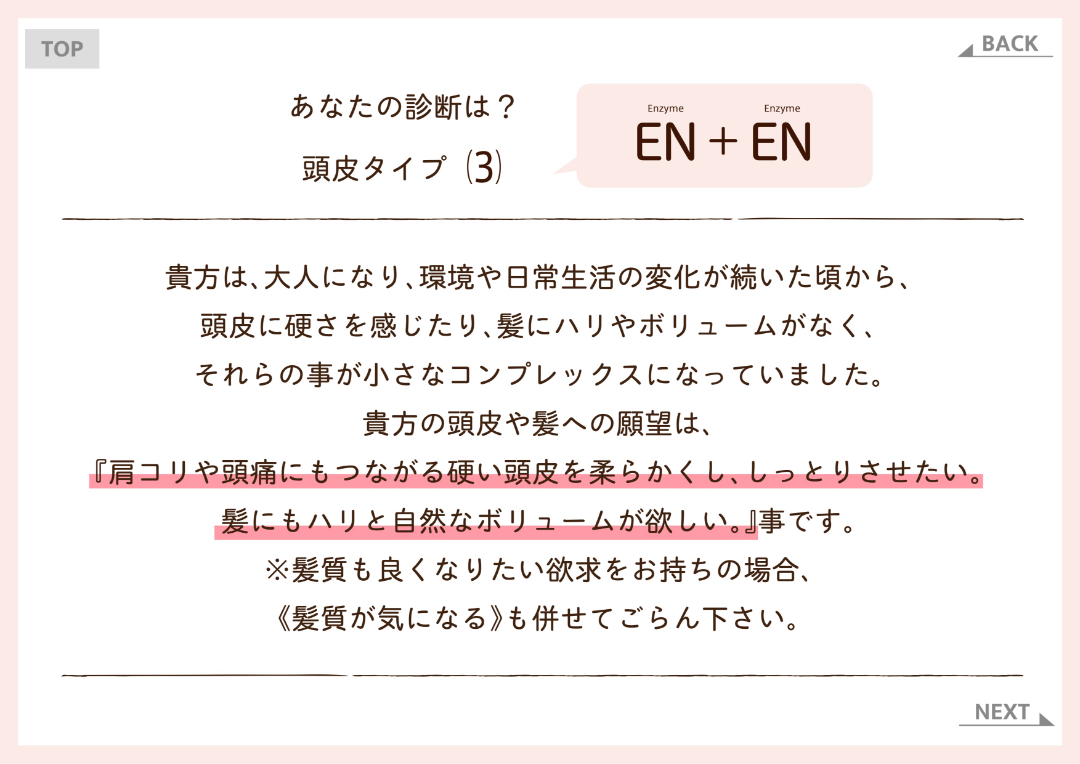 TOP
BACK
あなたの診断は？
頭皮タイプ (3)
Enzyme Enzyme
EN + EN
貴方は、大人になり、環境や日常生活の変化が続いた頃から、
頭皮に硬さを感じたり、髪にハリやボリュームがなく、
それらの事が小さなコンプレックスになっていました。
貴方の頭皮や髪への願望は、
『肩コリや頭痛にもつながる硬い頭皮を柔らかくし、しっとりさせたい。
髪にもハリと自然なボリュームが欲しい。』事です。
※髪質も良くなりたい欲求をお持ちの場合、
《髪質が気になる》も併せてごらん下さい。
NEXT